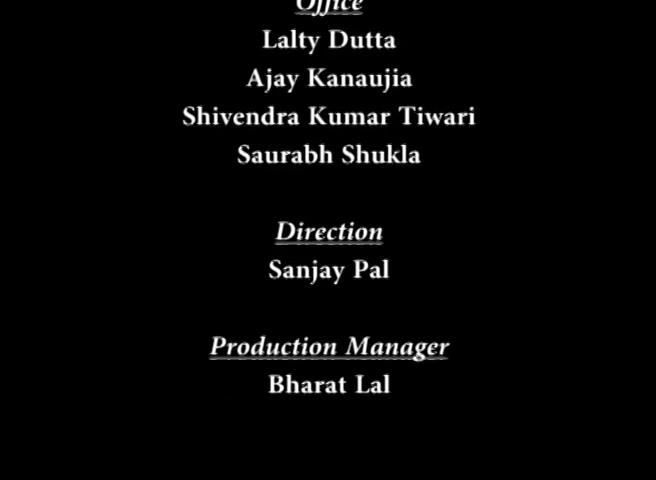 Office
Lalty Dutta
Ajay Kanaujia
Shivendra Kumar Tiwari
Saurabh Shukla
Direction
Sanjay Pal
Production Manager
Bharat Lal